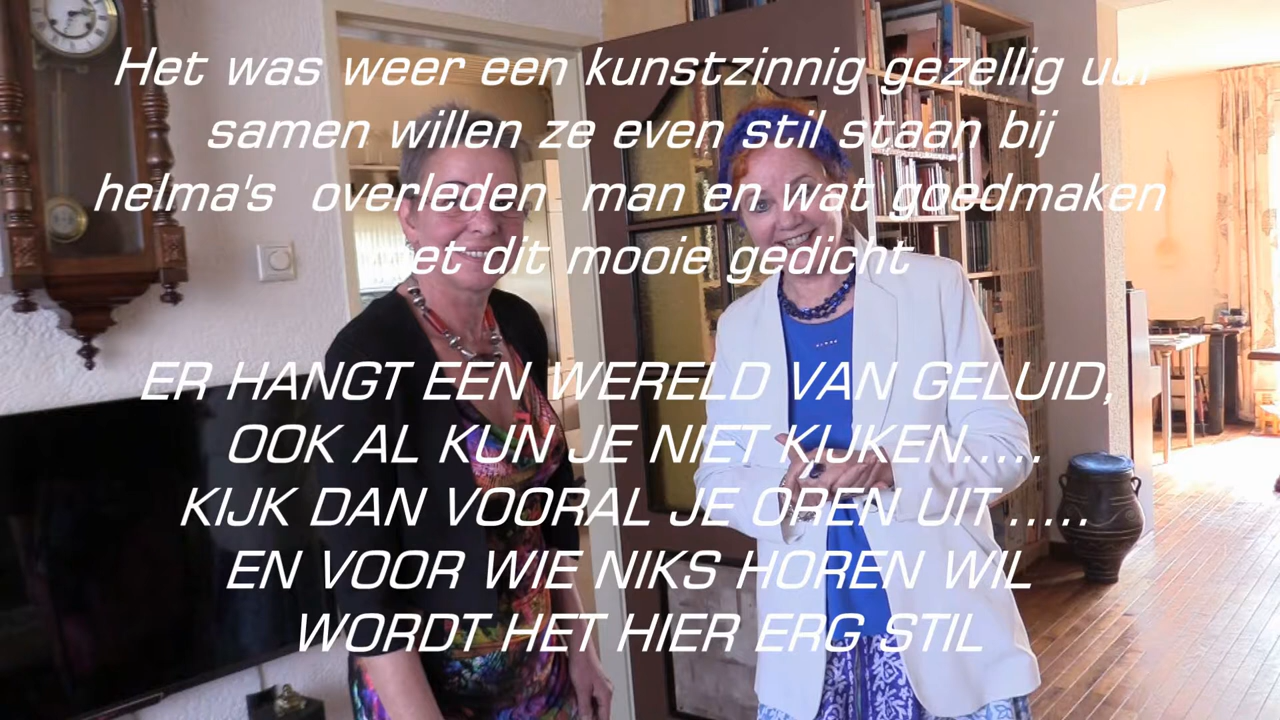 Het was weer een kunstzinnig gezellig uur
samen willen ze even stil staan bij
helma's overleden man en wat goedmaken
met dit mooie gedicht
ER HANGT EEN WERELD VAN GELUID,
OOK AL KUN JE NIET KIJKEN.....
KIJK DAN VOORAL JE OREN UIT .....
EN VOOR WIE NIKS HOREN WIL
WORDT HET HIER ERG STIL